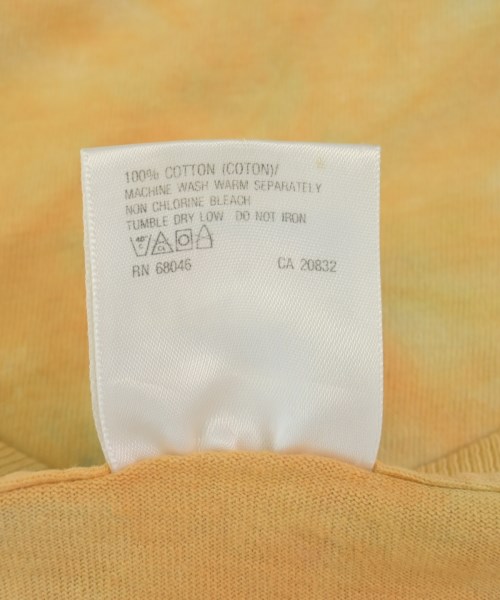 100% COTTON (COTON)/
MACHINE WASH WARM SEPARATELY
NON CHLORINE BLEACH
TUMBLE DRY LOW DO NOT IRON
RN 68046 CA 20832